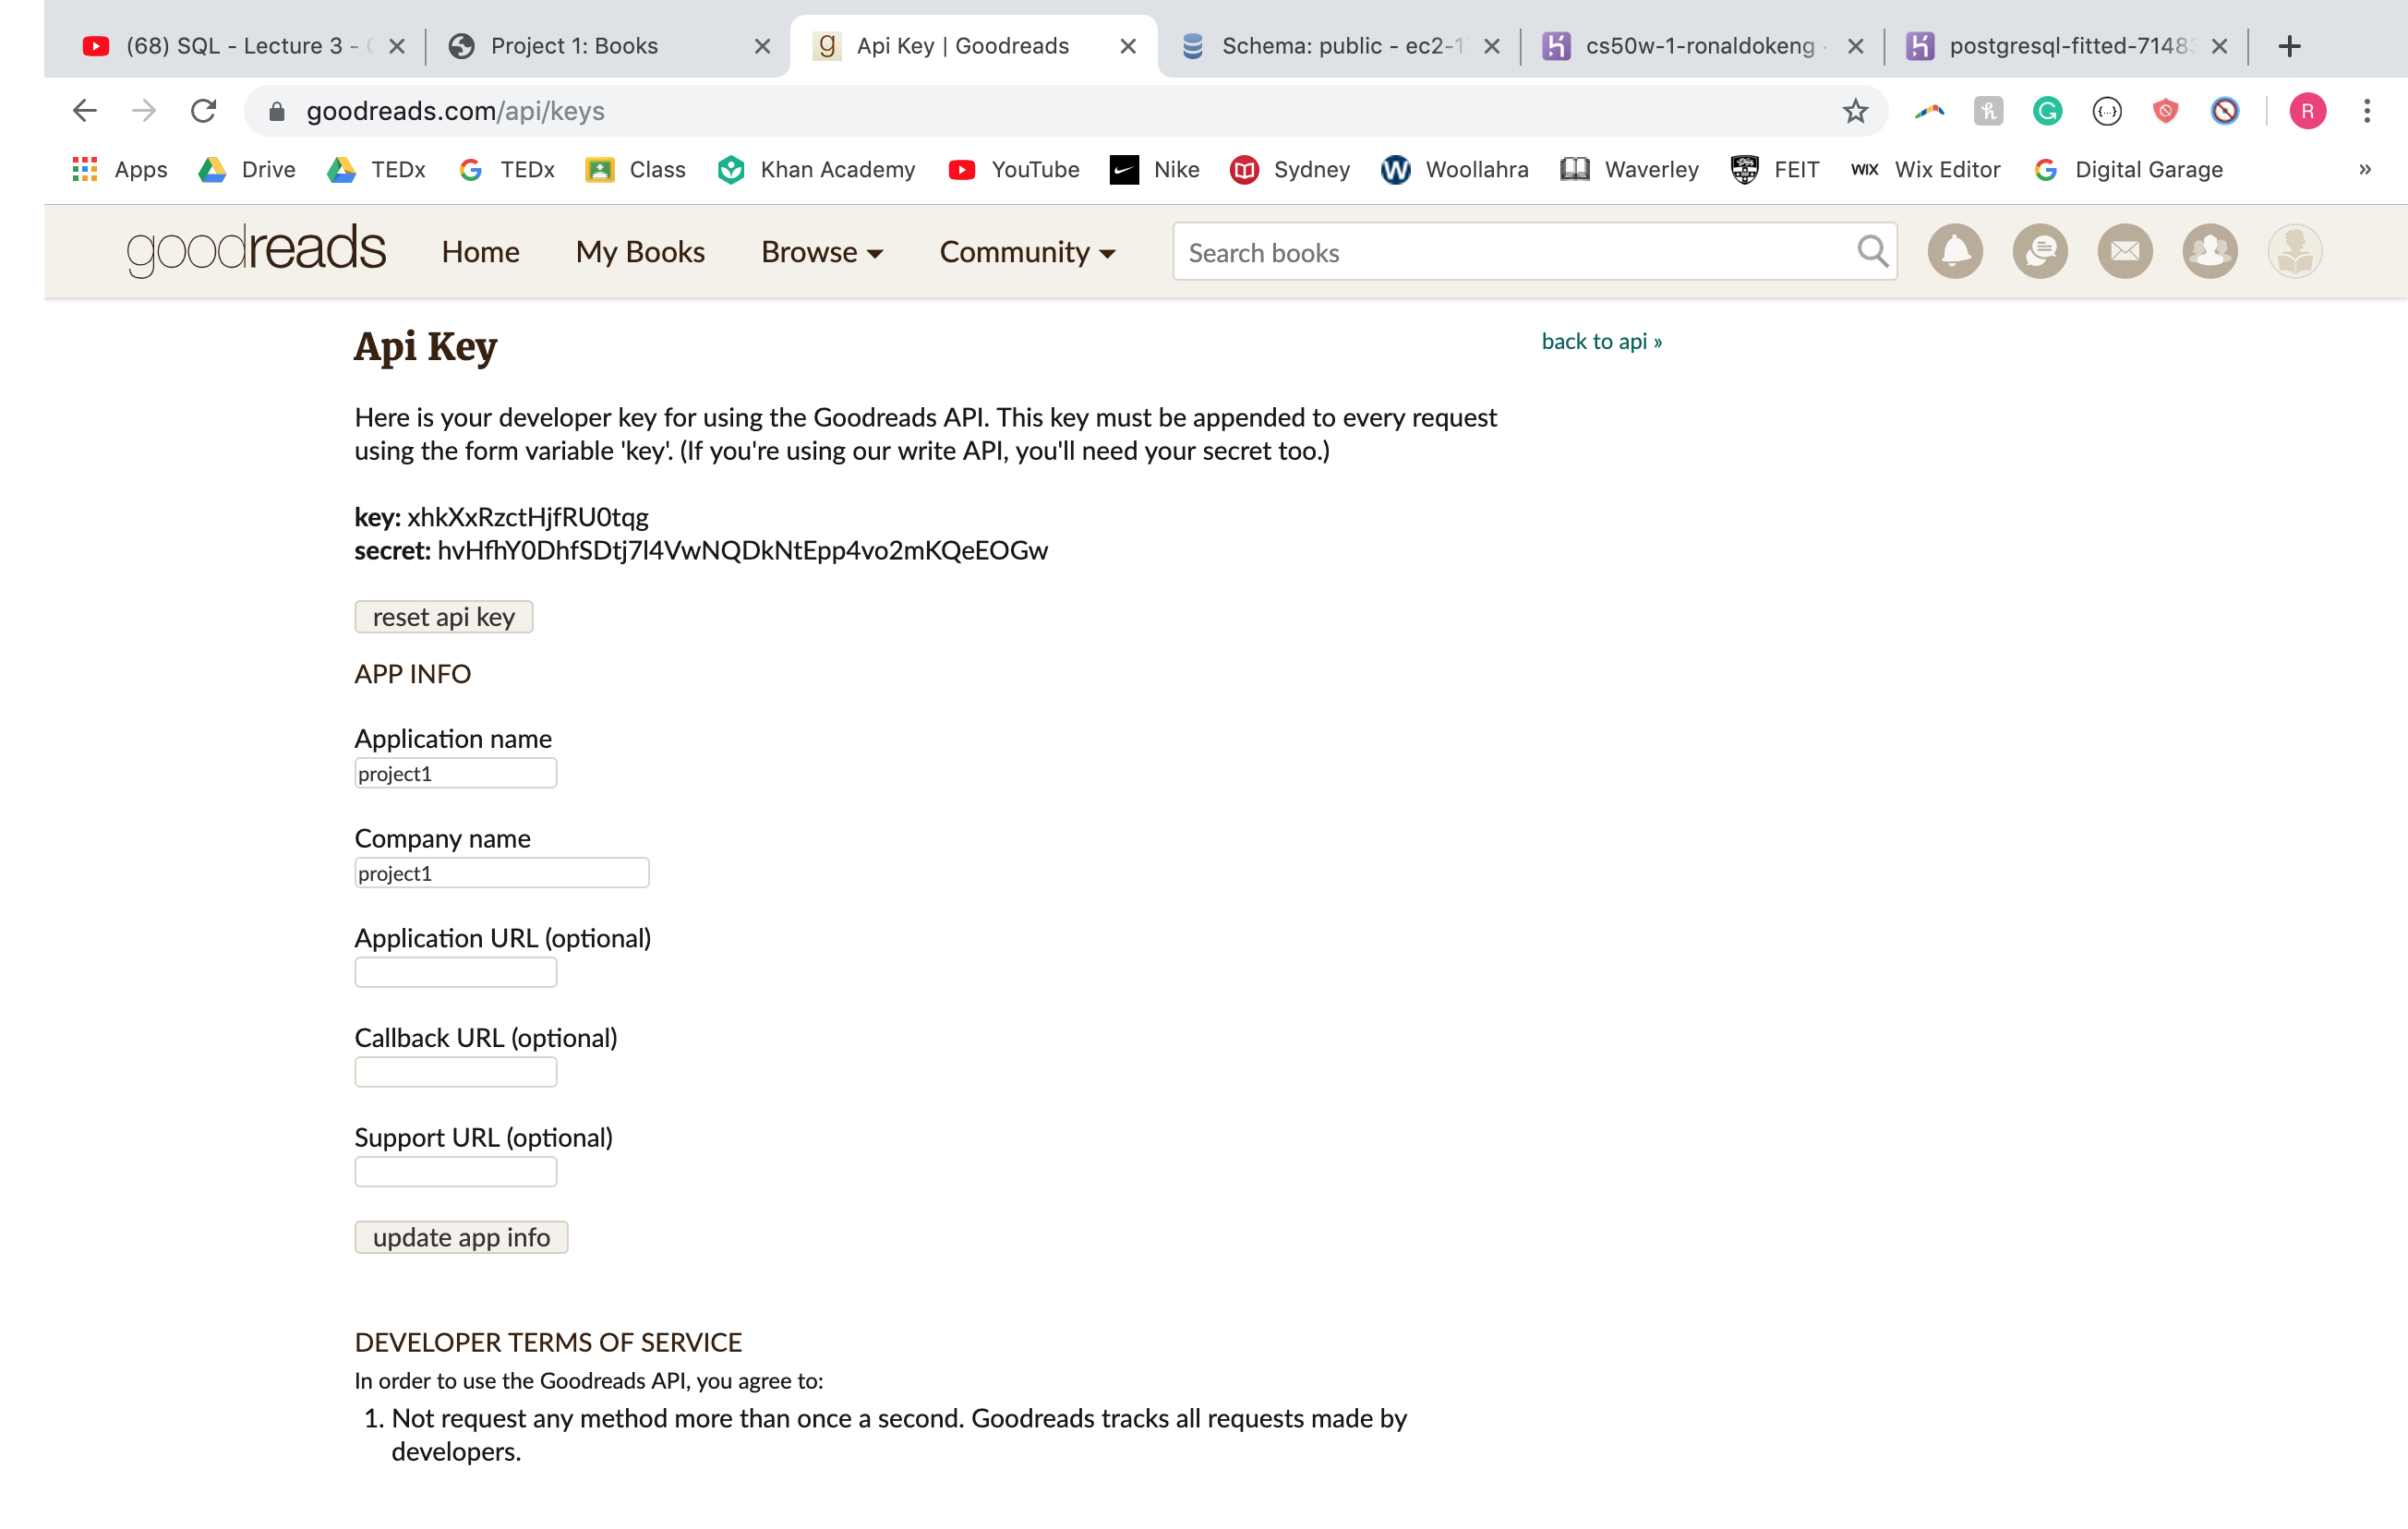 (68) SQL - Lecture 3 -
Project 1: Books
Api Key | Goodreads
Schema: public - ec2-1
cs50w-1-ronaldokeng
postgresql-fitted-7148
goodreads.com/api/keys
R
Apps Drive TEDx TEDx Class Khan Academy YouTube Nike Sydney Woollahra Waverley FEIT WIX Wix Editor Digital Garage »
goodreads Home My Books Browse Community Search books
Api Key
back to api »
Here is your developer key for using the Goodreads API. This key must be appended to every request
using the form variable 'key'. (If you're using our write API, you'll need your secret too.)
key: xhkXxRzctHjfRU0tqg
secret: hvHfhY0DhfSDtj7l4VwNQDkNtEpp4vo2mKQeEOGw
reset api key
APP INFO
Application name
project1
Company name
project1
Application URL (optional)
Callback URL (optional)
Support URL (optional)
update app info
DEVELOPER TERMS OF SERVICE
In order to use the Goodreads API, you agree to:
1. Not request any method more than once a second. Goodreads tracks all requests made by
developers.